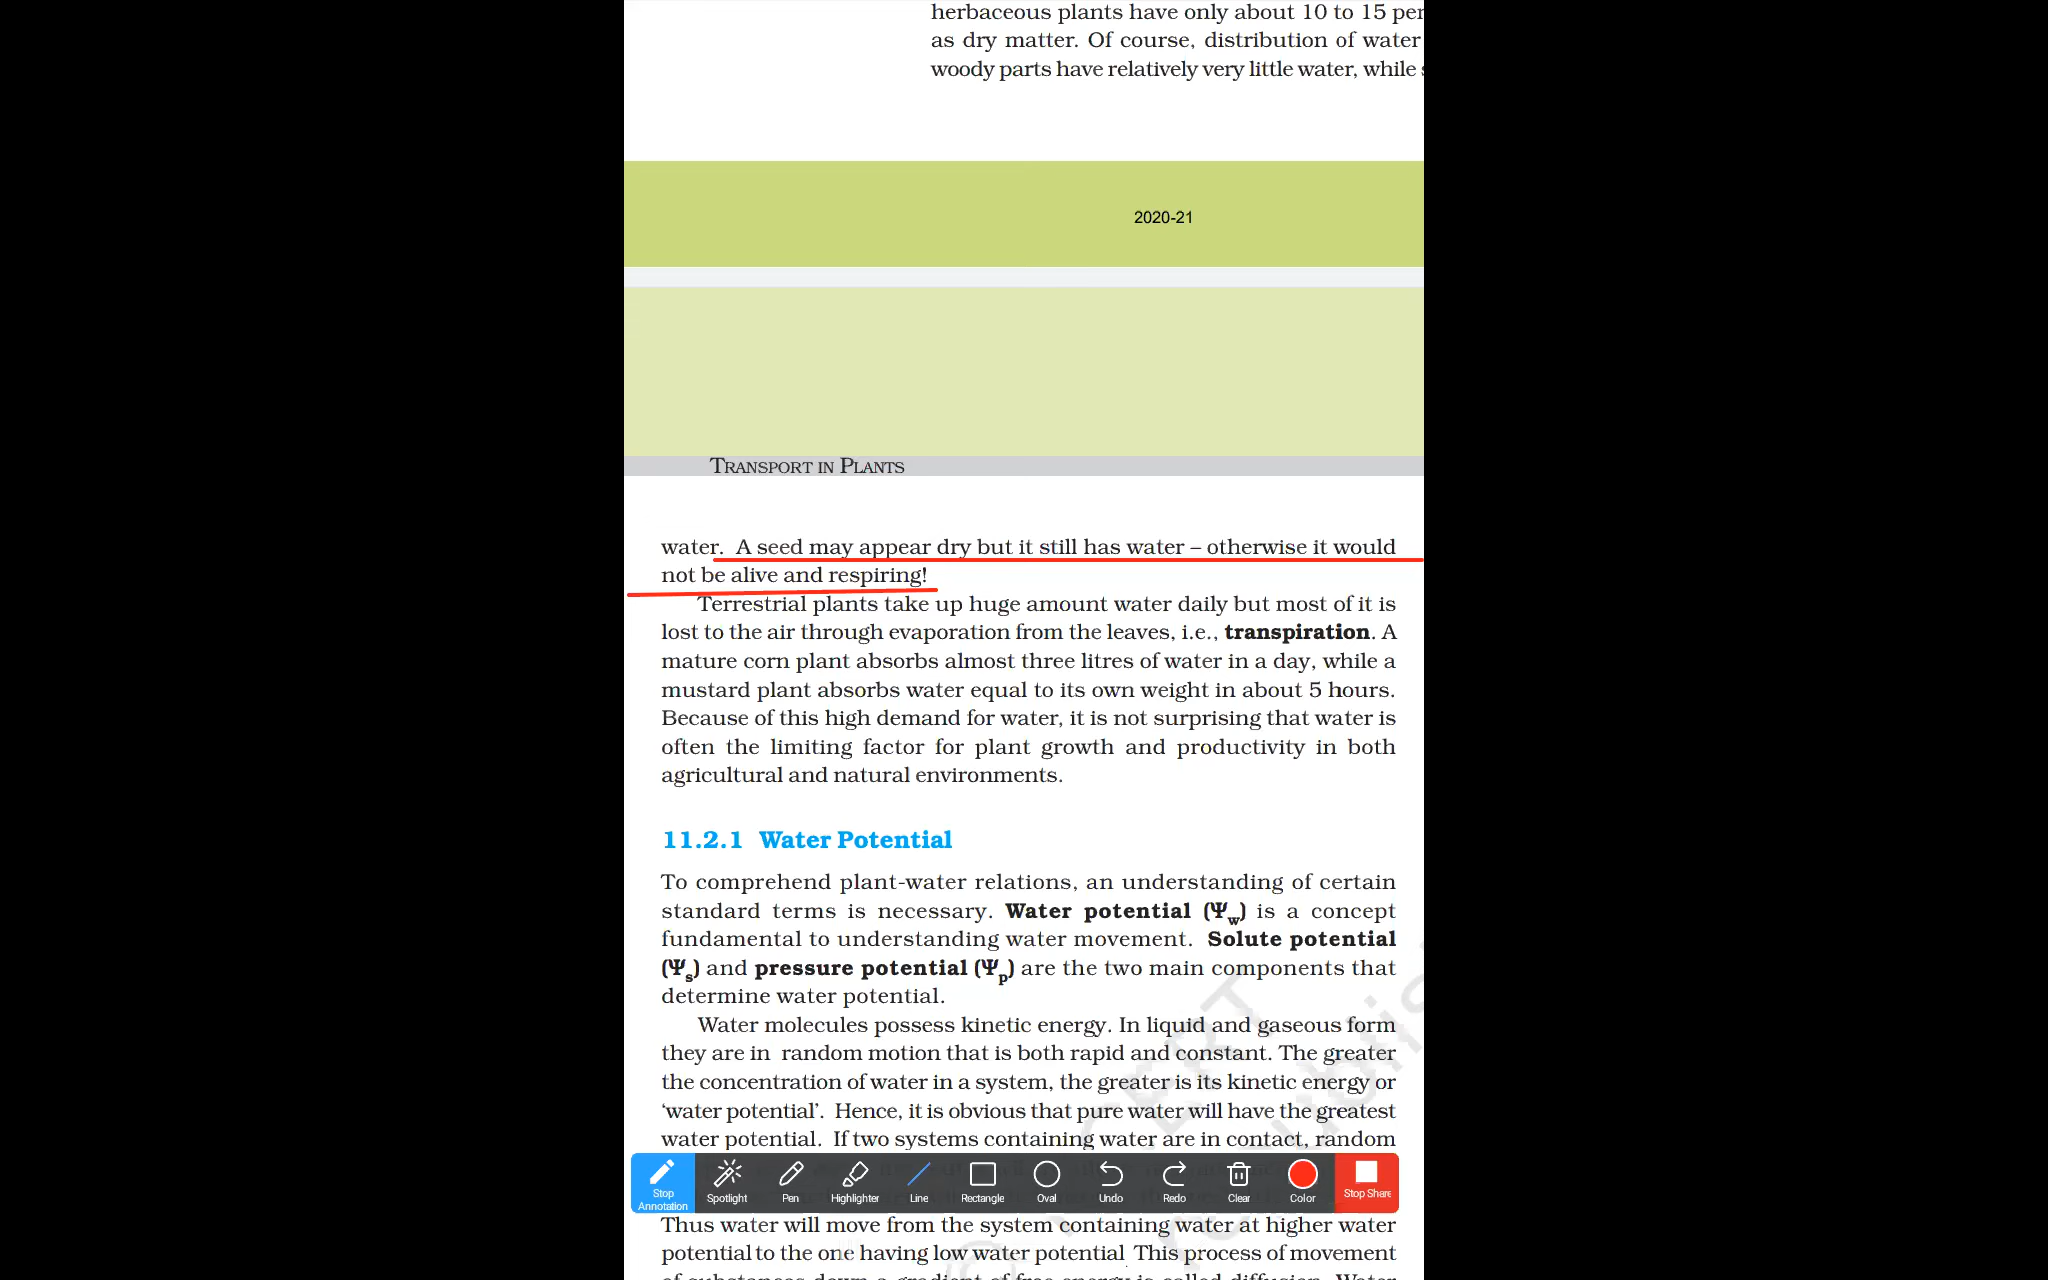 herbaceous plants have only about 10 to 15 per
as dry matter. Of course, distribution of water
woody parts have relatively very little water, while
2020-21
TRANSPORT IN PLANTS
water. A seed may appear dry but it still has water – otherwise it would
not be alive and respiring!
Terrestrial plants take up huge amount water daily but most of it is
lost to the air through evaporation from the leaves, i.e., transpiration. A
mature corn plant absorbs almost three litres of water in a day, while a
mustard plant absorbs water equal to its own weight in about 5 hours.
Because of this high demand for water, it is not surprising that water is
often the limiting factor for plant growth and productivity in both
agricultural and natural environments.
11.2.1 Water Potential
To comprehend plant-water relations, an understanding of certain
standard terms is necessary. Water potential (Ψw) is a concept
fundamental to understanding water movement. Solute potential
(Ψs) and pressure potential (Ψp) are the two main components that
determine water potential.
Water molecules possess kinetic energy. In liquid and gaseous form
they are in random motion that is both rapid and constant. The greater
the concentration of water in a system, the greater is its kinetic energy or
‘water potential’. Hence, it is obvious that pure water will have the greatest
water potential. If two systems containing water are in contact, random
Stop Annotation Spotlight Pen Highlighter Line Rectangle Oval Undo Redo Clear Color Stop Share
Thus water will move from the system containing water at higher water
potential to the one having low water potential This process of movement
of substances down a gradient of free energy is called diffusion. Water